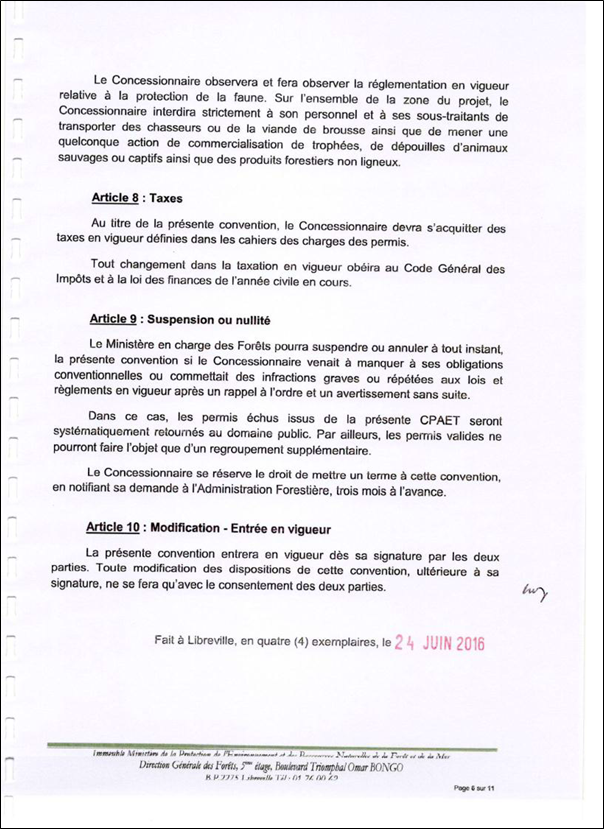 Le Concessionnaire observera et fera observer la réglementation en vigueur
relative à la protection de la faune. Sur l'ensemble de la zone du projet, le
Concessionnaire interdira strictement à son personnel et à ses sous-traitants de
transporter des chasseurs ou de la viande de brousse ainsi que de mener une
quelconque action de commercialisation de trophées, de dépouilles d'animaux
sauvages ou captifs ainsi que des produits forestiers non ligneux.
Article 8 : Taxes
Au titre de la présente convention, le Concessionnaire devra s'acquitter des
taxes en vigueur définies dans les cahiers des charges des permis.
Tout changement dans la taxation en vigueur obéira au Code Général des
Impôts et à la loi des finances de l'année civile en cours.
Article 9 : Suspension ou nullité
Le Ministère en charge des Forêts pourra suspendre ou annuler à tout instant,
la présente convention si le Concessionnaire venait à manquer à ses obligations
conventionnelles ou commettait des infractions graves ou répétées aux lois et
règlements en vigueur après un rappel à l'ordre et un avertissement sans suite.
Dans ce cas, les permis échus issus de la présente CPAET seront
systématiquement retournés au domaine public. Par ailleurs, les permis valides ne
pourront faire l'objet que d'un regroupement supplémentaire.
Le Concessionnaire se réserve le droit de mettre un terme à cette convention,
en notifiant sa demande à l'Administration Forestière, trois mois à l'avance.
Article 10 : Modification - Entrée en vigueur
La présente convention entrera en vigueur dès sa signature par les deux
parties. Toute modification des dispositions de cette convention, ultérieure à sa
signature, ne se fera qu'avec le consentement des deux parties.
Fait à Libreville, en quatre (4) exemplaires, le 24 JUIN 2016
Immeuble Ministère de la Protection de l'Environnement et des Ressources Naturelles de la Forêt et de la Mer
Direction Générale des Forêts, 5ème étage, Boulevard Triomphal Omar BONGO
B.P. 2275 Libreville Tél : 01 76 00 69
Page 6 sur 11